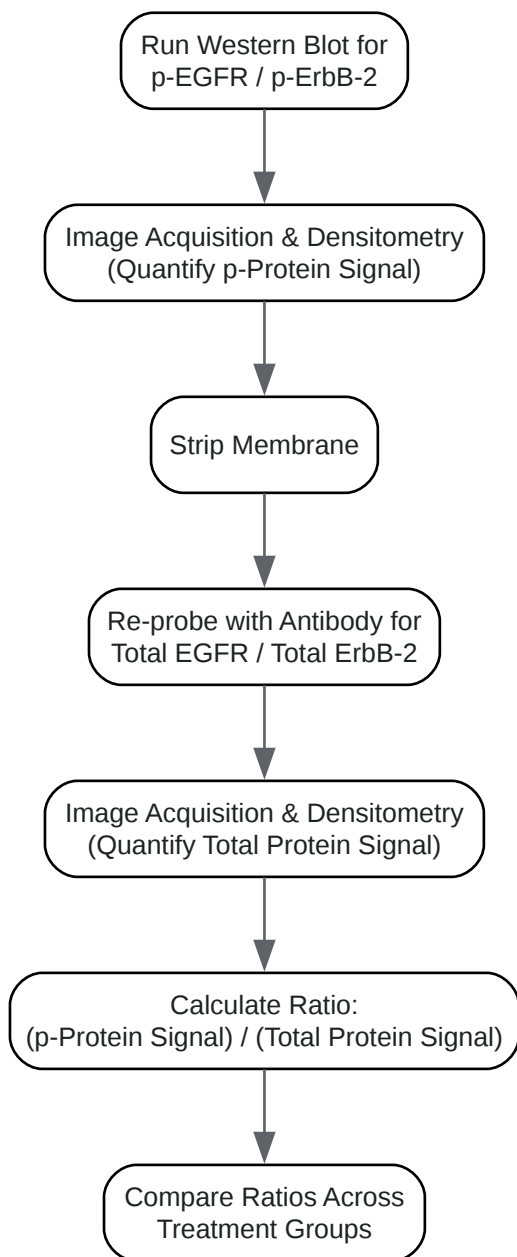 Run Western Blot for
p-EGFR / p-ErbB-2
Image Acquisition & Densitometry
(Quantify p-Protein Signal)
Strip Membrane
Re-probe with Antibody for
Total EGFR / Total ErbB-2
Image Acquisition & Densitometry
(Quantify Total Protein Signal)
Calculate Ratio:
(p-Protein Signal) / (Total Protein Signal)
Compare Ratios Across
Treatment Groups